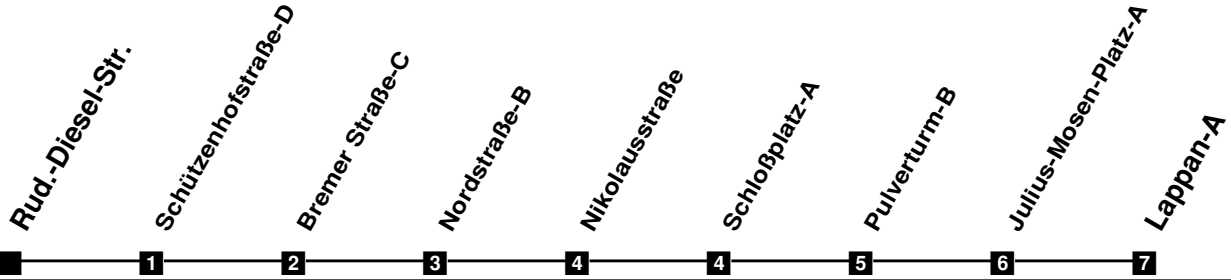 Rud.-Diesel-Str.
Schützenhofstraße-D
Bremer Straße-C
Nordstraße-B
Nikolausstraße
Schloßplatz-A
Pulverturm-B
Julius-Mosen-Platz-A
Lappan-A
1 2 3 4 4 5 6 7